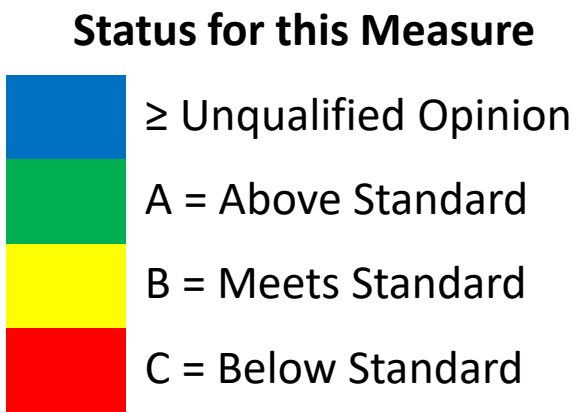 Status for this Measure
≥ Unqualified Opinion
A = Above Standard
B = Meets Standard
C = Below Standard